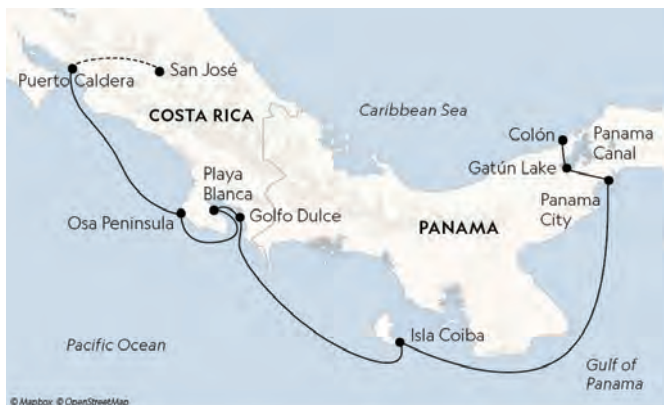 San José
Puerto Caldera
COSTA RICA
Caribbean Sea
Colón
Panama
Canal
Gatún Lake
Playa
Blanca
Golfo Dulce
Panama
City
Osa Peninsula
PANAMA
Isla Coiba
Pacific Ocean
Gulf of
Panama
© Mapbox © OpenStreetMap